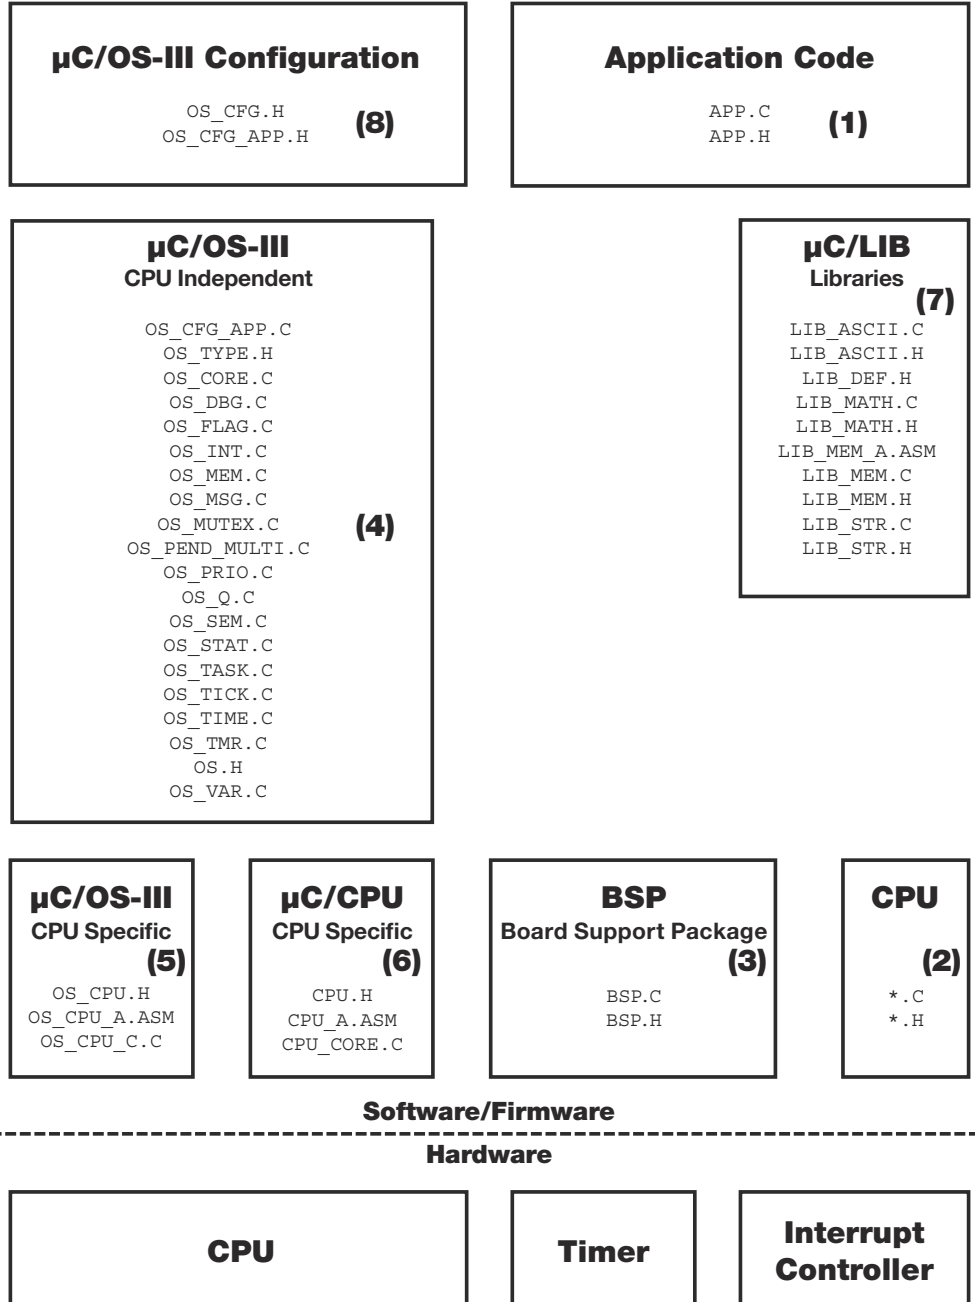 µC/OS-III Configuration
OS_CFG.H
OS_CFG_APP.H
(8)
Application Code
APP.C
APP.H
(1)
µC/OS-III
CPU Independent
OS_CFG_APP.C
OS_TYPE.H
OS_CORE.C
OS_DBG.C
OS_FLAG.C
OS_INT.C
OS_MEM.C
OS_MSG.C
OS_MUTEX.C
OS_PEND_MULTI.C
OS_PRIO.C
OS_Q.C
OS_SEM.C
OS_STAT.C
OS_TASK.C
OS_TICK.C
OS_TIME.C
OS_TMR.C
OS.H
OS_VAR.C
(4)
µC/LIB
Libraries
(7)
LIB_ASCII.C
LIB_ASCII.H
LIB_DEF.H
LIB_MATH.C
LIB_MATH.H
LIB_MEM_A.ASM
LIB_MEM.C
LIB_MEM.H
LIB_STR.C
LIB_STR.H
µC/OS-III
CPU Specific
(5)
OS_CPU.H
OS_CPU_A.ASM
OS_CPU_C.C
µC/CPU
CPU Specific
(6)
CPU.H
CPU_A.ASM
CPU_CORE.C
BSP
Board Support Package
(3)
BSP.C
BSP.H
CPU
(2)
*.C
*.H
Software/Firmware
Hardware
CPU
Timer
Interrupt
Controller